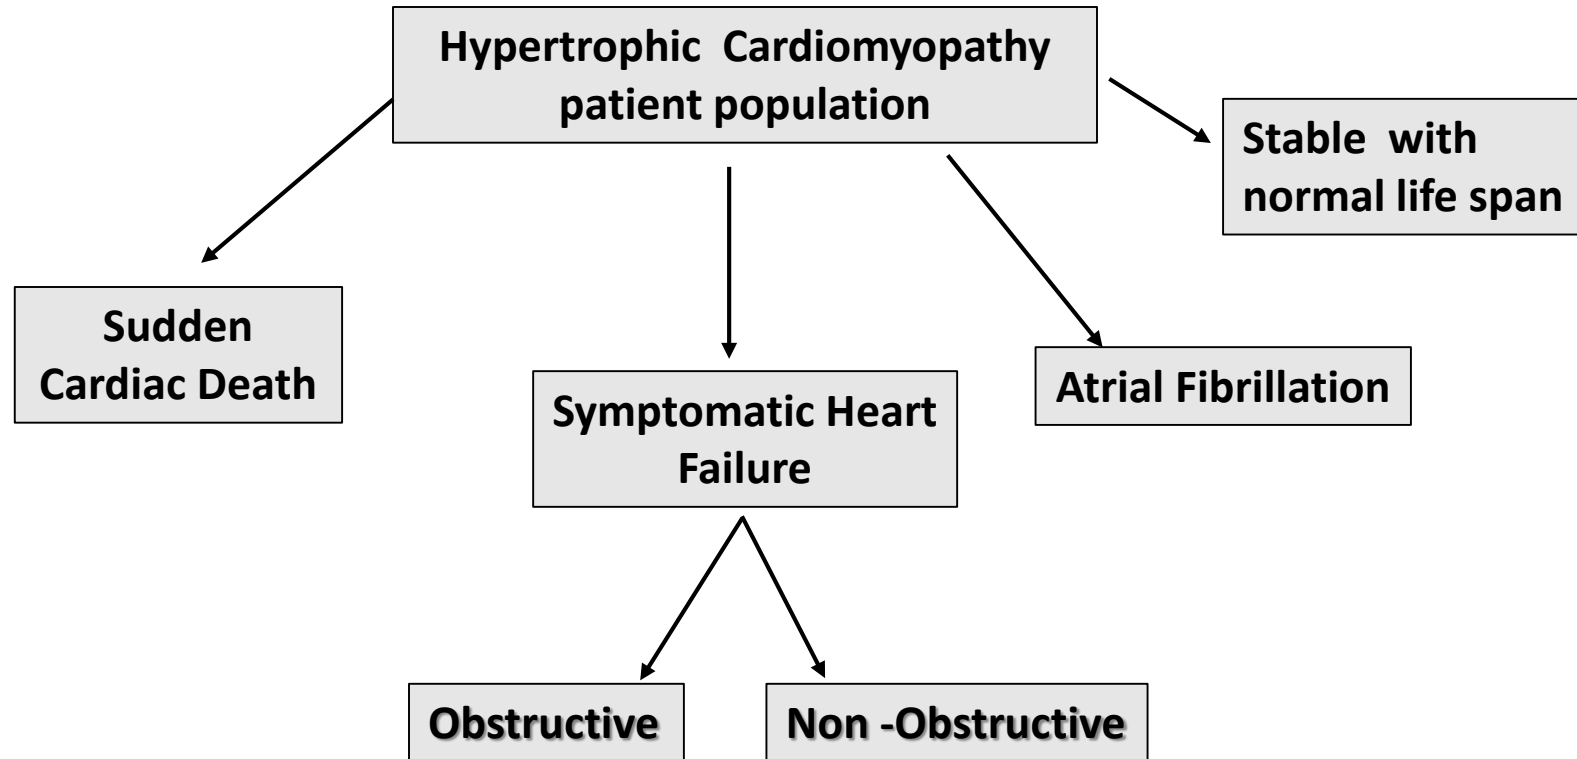 Hypertrophic  Cardiomyopathy
patient population
Stable  with
normal life span
Sudden
Cardiac Death
Atrial Fibrillation
Symptomatic Heart
Failure
Obstructive
Non -Obstructive